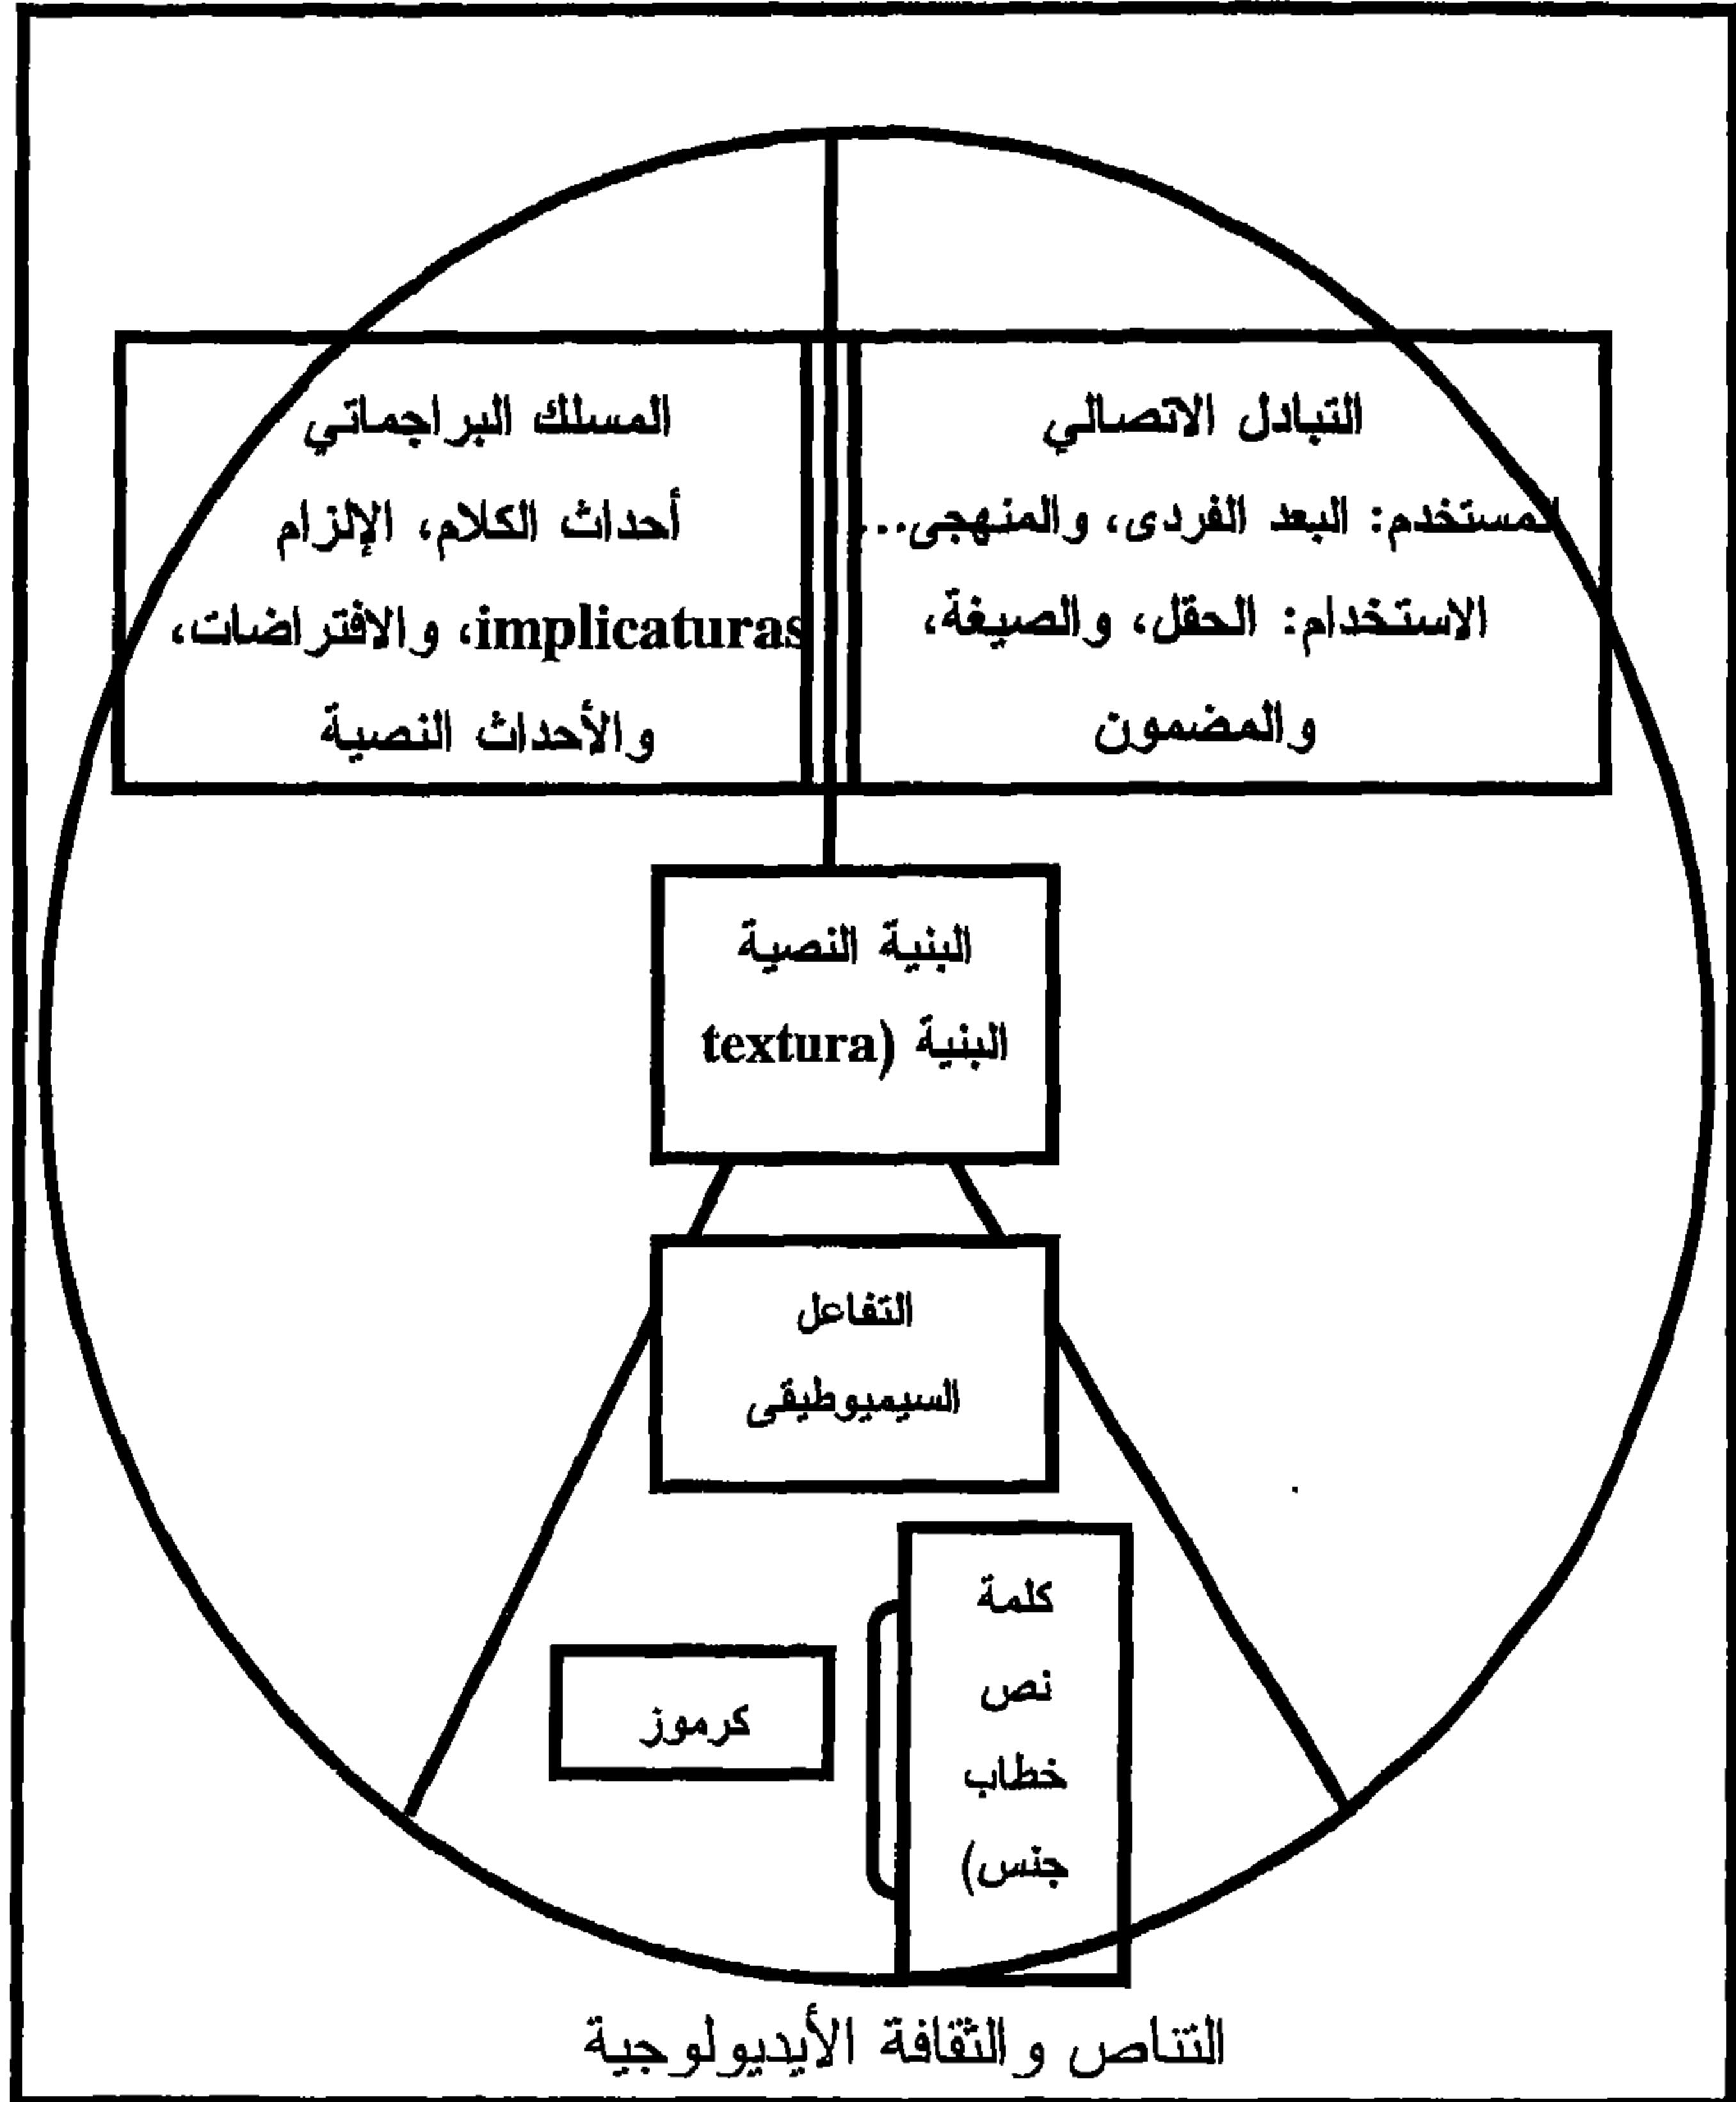 التبادل الاتصالي
المستخدم: البعد الفردى، والمنهجى...
الاستخدام: الحقل، والصيغة،
والمضمون
المسلك البراجماتي
أحداث الكلام، الإلزام
implicaturas، والافتراضات،
والأحداث النصية
البنية النصية
البنية (textura
التفاعل
السيميوطيقى
كلمة
نص
خطاب
جنس)
كرموز
التناص والثقافة الأيديولوجية